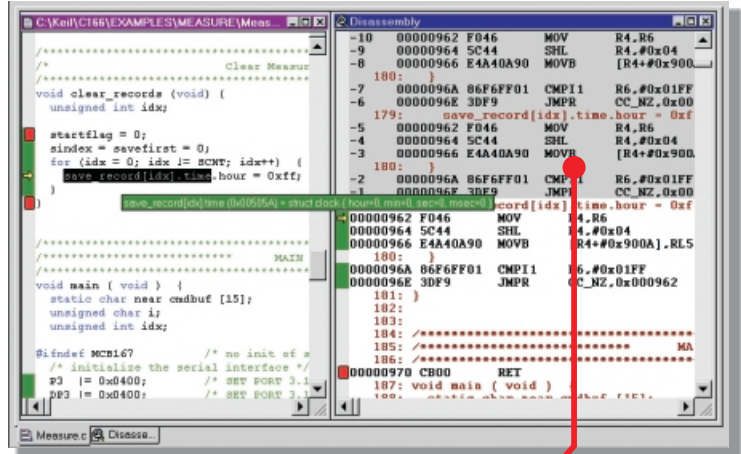 C:\Keil\C166\EXAMPLES\MEASURE\Meas...
/*
Clear Measur
void clear_records (void) {
unsigned int idx;
startflag = 0;
sindex = savefirst = 0;
for (idx = 0; idx != SCNT; idx++) {
save_record[idx].time.hour = 0xff;
}
}
save_record[idx].time (0x00505A) = struct clock { hour=0, min=0, sec=0, msec=0 }
/*
MAIN
void main ( void ) {
static char near cmdbuf [15];
unsigned char i;
unsigned int idx;
#ifndef MCB167 /* no init of s
/* initialize the serial interface */
P3 |= 0x0400; /* SET PORT 3.1
DP3 |= 0x0400; /* SET PORT 3.1
Disassembly
-10 00000962 F046 MOV R4,R6
-9 00000964 5C44 SHL R4,#0x04
-8 00000966 E4A40A90 MOVB [R4+#0x900
180: }
-7 0000096A 86F6FF01 CMPI1 R6,#0x01FF
-6 0000096E 3DF9 JMPR CC_NZ,0x00
179: save_record[idx].time.hour = 0xf
-5 00000962 F046 MOV R4,R6
-4 00000964 5C44 SHL R4,#0x04
-3 00000966 E4A40A90 MOVB [R4+#0x900
180: }
-2 0000096A 86F6FF01 R6,#0x01FF
-1 0000096E 3DF9 CC_NZ,0x00
cord[idx].time.hour = 0xf
00000962 F046 MOV R4,R6
00000964 5C44 SHL R4,#0x04
00000966 E4A40A90 MOVB [R4+#0x900A],RL5
180: }
0000096A 86F6FF01 CMPI1 R6,#0x01FF
0000096E 3DF9 JMPR CC_NZ,0x000962
181: }
182:
183:
184: /*
185: /* MA
186: /*
00000970 CB00 RET
187: void main ( void ) {
188: static char near cmdbuf [15];
Measure.c Disasse...